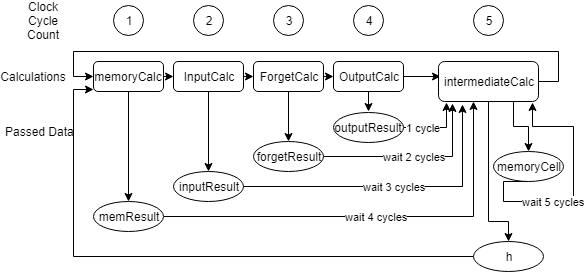 Clock
Cycle
Count
1
2
3
4
5
Calculations
memoryCalc
InputCalc
ForgetCalc
OutputCalc
intermediateCalc
Passed Data
outputResult
1 cycle
forgetResult
wait 2 cycles
memoryCell
inputResult
wait 3 cycles
wait 5 cycles
memResult
wait 4 cycles
h